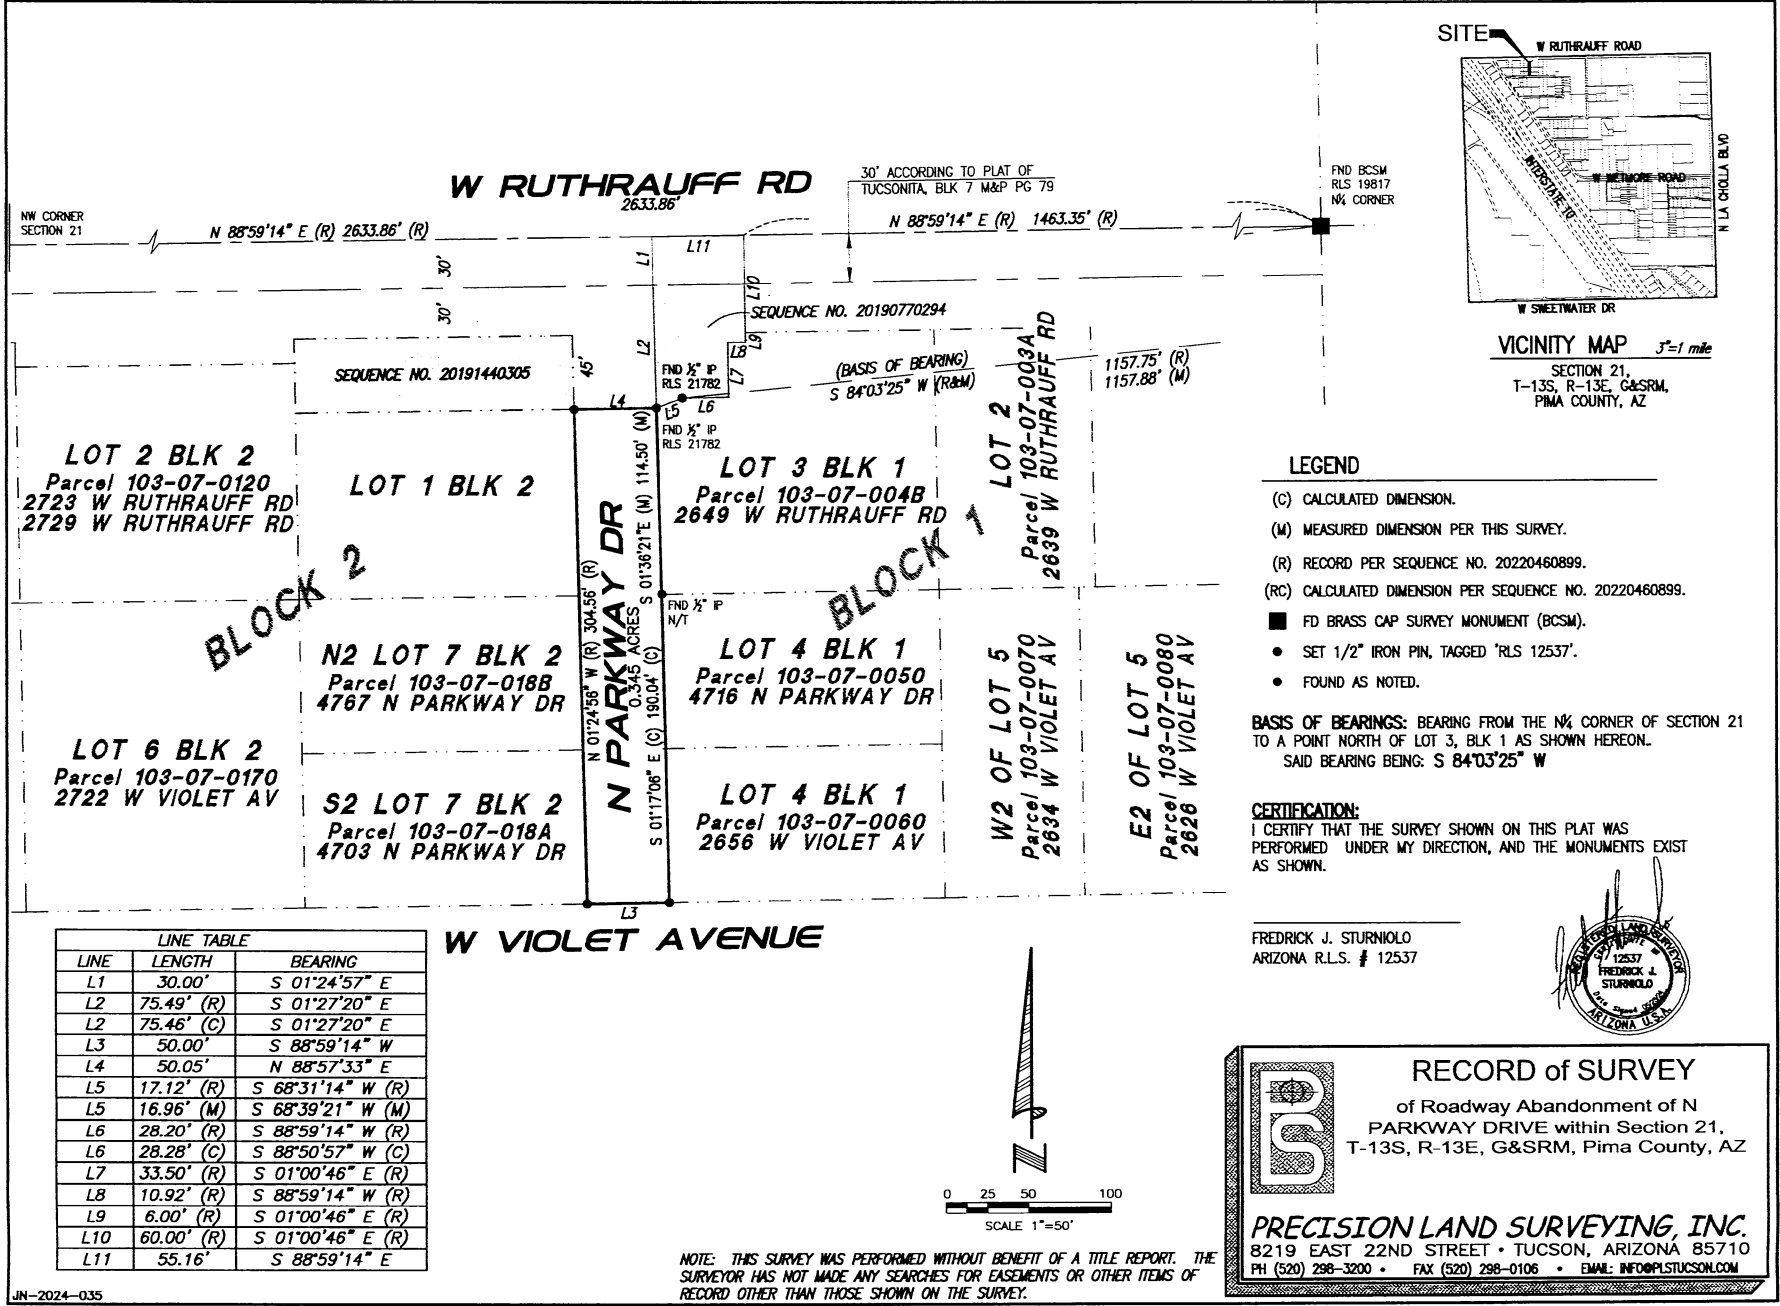 SITE
W RUTHRAUFF ROAD
INTERSTATE 10
W WETMORE ROAD
N LA CHOLLA BLVD
W SWEETWATER DR
VICINITY MAP 3"=1 mile
SECTION 21,
T-13S, R-13E, G&SRM,
PIMA COUNTY, AZ
W RUTHRAUFF RD
2633.86'
30' ACCORDING TO PLAT OF
TUCSONITA, BLK 7 M&P PG 79
FND BCSM
RLS 19817
N¼ CORNER
NW CORNER
SECTION 21
N 88°59'14" E (R) 2633.86' (R)
N 88°59'14" E (R) 1463.35' (R)
L1
L11
30'
L10
30'
SEQUENCE NO. 20190770294
L2
L8
L9
L7
45'
SEQUENCE NO. 20191440305
FND ½" IP
RLS 21782
(BASIS OF BEARING)
S 84°03'25" W (R&M)
1157.75' (R)
1157.88' (M)
L4
L5
L6
FND ½" IP
RLS 21782
LOT 2 BLK 2
Parcel 103-07-0120
2723 W RUTHRAUFF RD
2729 W RUTHRAUFF RD
LOT 1 BLK 2
LOT 3 BLK 1
Parcel 103-07-004B
2649 W RUTHRAUFF RD
LOT 2
Parcel 103-07-003A
2639 W RUTHRAUFF RD
BLOCK 2
BLOCK 1
N PARKWAY DR
0.345 ACRES
N 01°24'56" W (R) 304.56' (R)
S 01°36'21"E (M) 114.50' (M)
S 01°17'06" E (C) 190.04' (C)
FND ½" IP
N/T
N2 LOT 7 BLK 2
Parcel 103-07-018B
4767 N PARKWAY DR
LOT 4 BLK 1
Parcel 103-07-0050
4716 N PARKWAY DR
LOT 6 BLK 2
Parcel 103-07-0170
2722 W VIOLET AV
S2 LOT 7 BLK 2
Parcel 103-07-018A
4703 N PARKWAY DR
LOT 4 BLK 1
Parcel 103-07-0060
2656 W VIOLET AV
W2 OF LOT 5
Parcel 103-07-0070
2634 W VIOLET AV
E2 OF LOT 5
Parcel 103-07-0080
2626 W VIOLET AV
L3
W VIOLET AVENUE
LEGEND
(C) CALCULATED DIMENSION.
(M) MEASURED DIMENSION PER THIS SURVEY.
(R) RECORD PER SEQUENCE NO. 20220460899.
(RC) CALCULATED DIMENSION PER SEQUENCE NO. 20220460899.
FD BRASS CAP SURVEY MONUMENT (BCSM).
SET 1/2" IRON PIN, TAGGED 'RLS 12537'.
FOUND AS NOTED.
BASIS OF BEARINGS: BEARING FROM THE N¼ CORNER OF SECTION 21
TO A POINT NORTH OF LOT 3, BLK 1 AS SHOWN HEREON.
SAID BEARING BEING: S 84°03'25" W
CERTIFICATION:
I CERTIFY THAT THE SURVEY SHOWN ON THIS PLAT WAS
PERFORMED UNDER MY DIRECTION, AND THE MONUMENTS EXIST
AS SHOWN.
FREDRICK J. STURNIOLO
ARIZONA R.L.S. # 12537
REGISTERED LAND SURVEYOR
CERTIFICATE #
12537
FREDRICK J.
STURNIOLO
Date Signed
ARIZONA U.S.A.
LINE TABLE
LINE LENGTH BEARING
L1 30.00' S 01°24'57" E
L2 75.49' (R) S 01°27'20" E
L2 75.46' (C) S 01°27'20" E
L3 50.00' S 88°59'14" W
L4 50.05' N 88°57'33" E
L5 17.12' (R) S 68°31'14" W (R)
L5 16.96' (M) S 68°39'21" W (M)
L6 28.20' (R) S 88°59'14" W (R)
L6 28.28' (C) S 88°50'57" W (C)
L7 33.50' (R) S 01°00'46" E (R)
L8 10.92' (R) S 88°59'14" W (R)
L9 6.00' (R) S 01°00'46" E (R)
L10 60.00' (R) S 01°00'46" E (R)
L11 55.16' S 88°59'14" E
N
0 25 50 100
SCALE 1"=50'
NOTE: THIS SURVEY WAS PERFORMED WITHOUT BENEFIT OF A TITLE REPORT. THE
SURVEYOR HAS NOT MADE ANY SEARCHES FOR EASEMENTS OR OTHER ITEMS OF
RECORD OTHER THAN THOSE SHOWN ON THE SURVEY.
PLS
RECORD of SURVEY
of Roadway Abandonment of N
PARKWAY DRIVE within Section 21,
T-13S, R-13E, G&SRM, Pima County, AZ
PRECISION LAND SURVEYING, INC.
8219 EAST 22ND STREET • TUCSON, ARIZONA 85710
PH (520) 298-3200 • FAX (520) 298-0106 • EMAIL: INFO@PLSTUCSON.COM
JN-2024-035